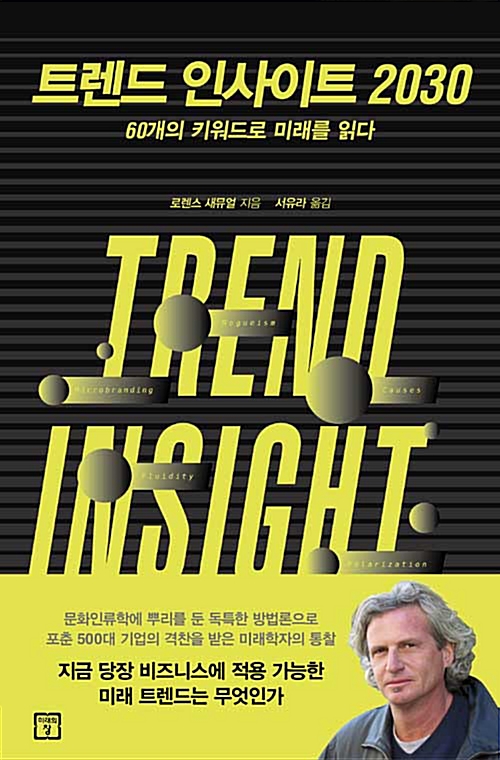 트렌드 인사이트 2030
60개의 키워드로 미래를 읽다
로렌스 새뮤얼 지음 서유라 옮김
TREND
Rogueism
Microbranding
Causes
INSIGHT
Fluidity
Polarization
문화인류학에 뿌리를 둔 독특한 방법론으로
포춘 500대 기업의 격찬을 받은 미래학자의 통찰
지금 당장 비즈니스에 적용 가능한
미래 트렌드는 무엇인가
미래의
창